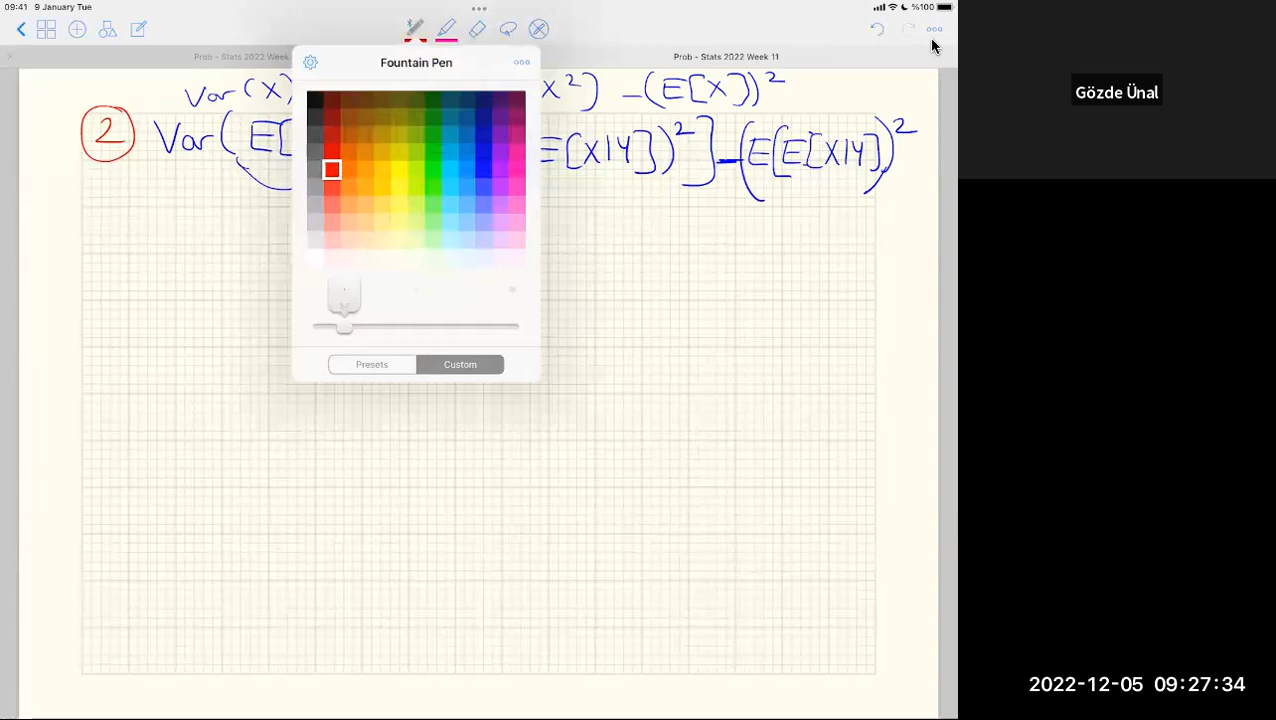 09:41 9 January Tue %100
Prob - Stats 2022 Week Prob - Stats 2022 Week 11
Fountain Pen
Var(X) X²) - (E[X])²
2 Var(E[ E[X|Y])²] - (E[E[X|Y])²
Presets Custom
Gözde Ünal
2022-12-05 09:27:34